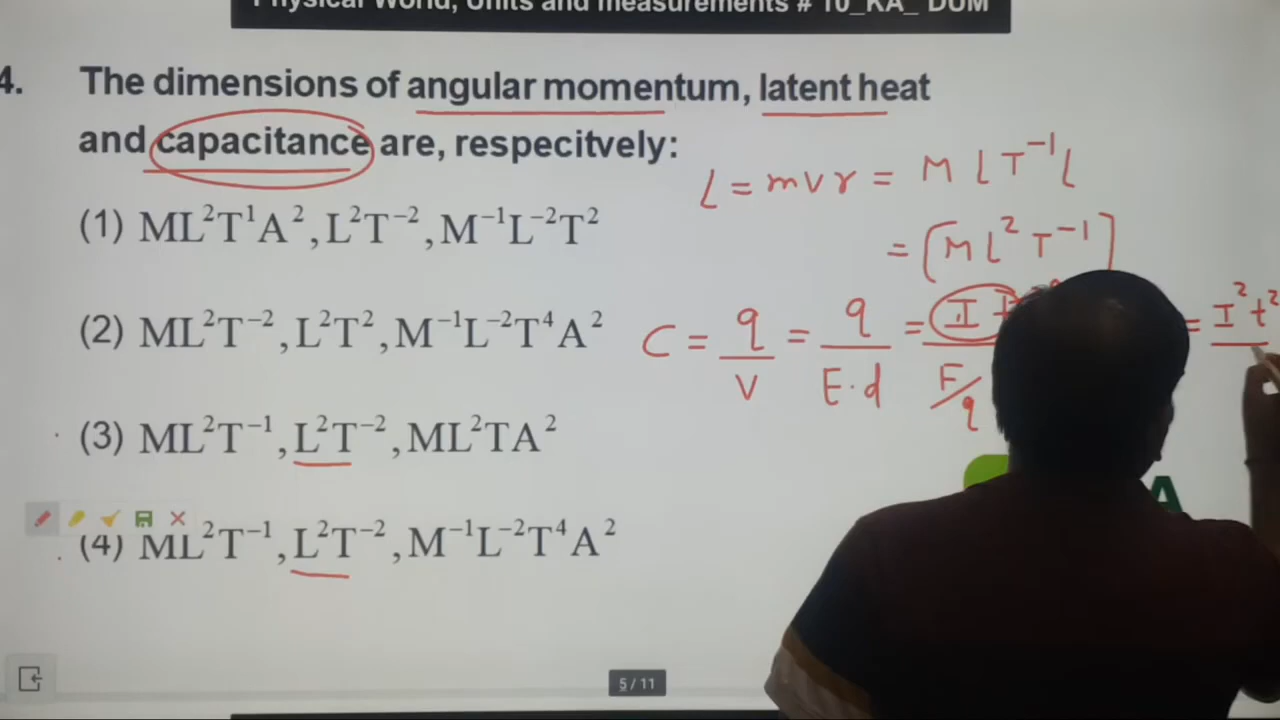 Physical World, Units and measurements # 10_KA_ DUM
4. The dimensions of angular momentum, latent heat
and capacitance are, respecitvely:
L = m v r = M L T⁻¹ L
(1) ML²T¹A², L²T⁻², M⁻¹L⁻²T²
= [M L² T⁻¹]
(2) ML²T⁻², L²T², M⁻¹L⁻²T⁴A²
C = q/V = q/E·d = I / F/q = I²t²
(3) ML²T⁻¹, L²T⁻², ML²TA²
(4) ML²T⁻¹, L²T⁻², M⁻¹L⁻²T⁴A²
5 / 11